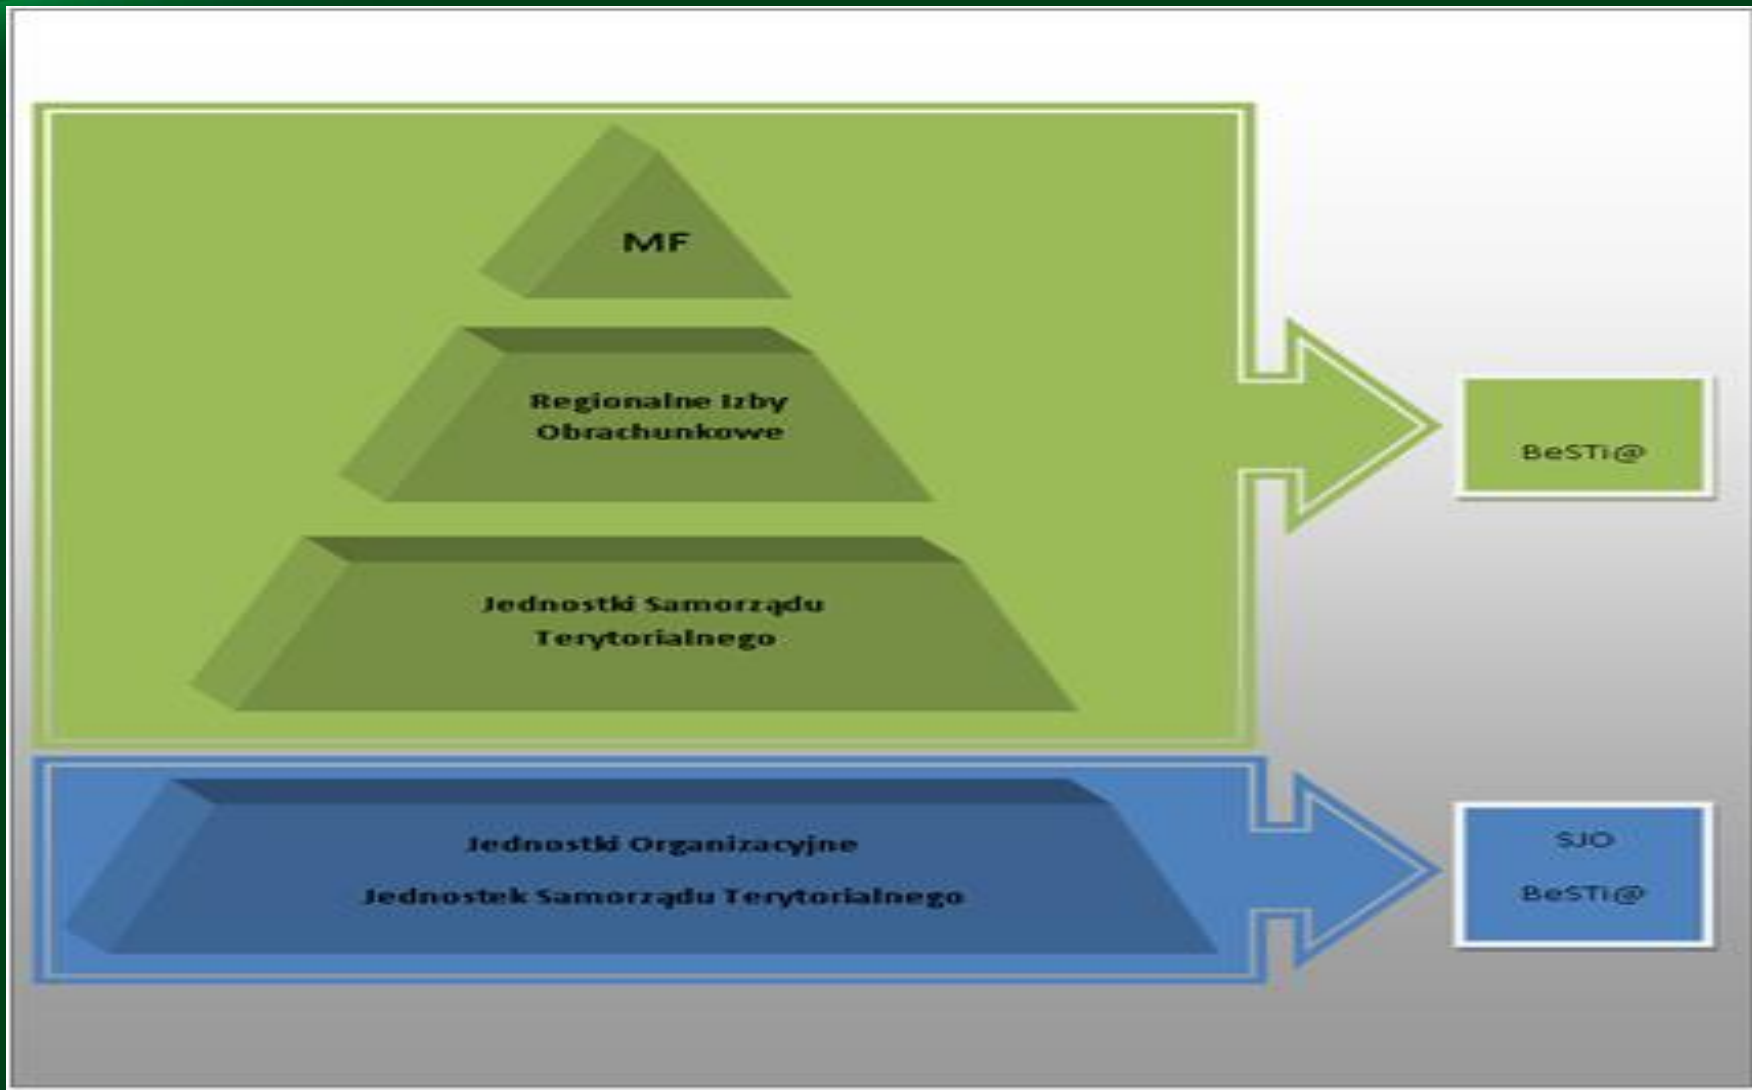 MF
Regionalne Izby
Obrachunkowe
BeSTi@
Jednostki Samorządu
Terytorialnego
Jednostki Organizacyjne
Jednostek Samorządu Terytorialnego
SJO
BeSTi@